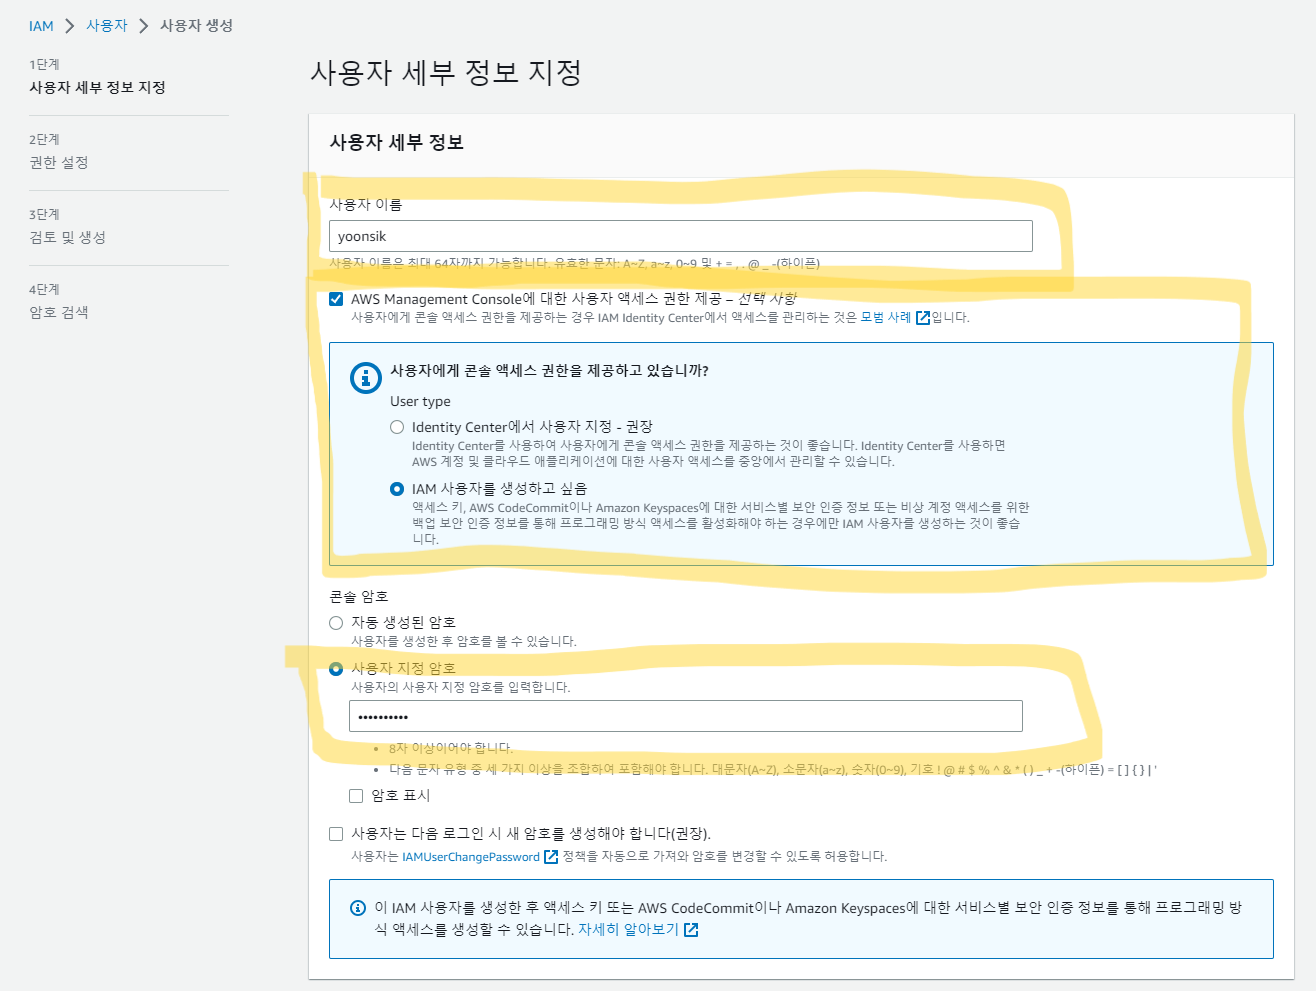 IAM > 사용자 > 사용자 생성
1단계
사용자 세부 정보 지정
2단계
권한 설정
3단계
검토 및 생성
4단계
암호 검색
사용자 세부 정보 지정
사용자 세부 정보
사용자 이름
yoonsik
사용자 이름은 최대 64자까지 가능합니다. 유효한 문자: A~Z, a~z, 0~9 및 + = , . @ _ -(하이픈)
AWS Management Console에 대한 사용자 액세스 권한 제공 – 선택 사항
사용자에게 콘솔 액세스 권한을 제공하는 경우 IAM Identity Center에서 액세스를 관리하는 것은 모범 사례 입니다.
사용자에게 콘솔 액세스 권한을 제공하고 있습니까?
User type
Identity Center에서 사용자 지정 - 권장
Identity Center를 사용하여 사용자에게 콘솔 액세스 권한을 제공하는 것이 좋습니다. Identity Center를 사용하면
AWS 계정 및 클라우드 애플리케이션에 대한 사용자 액세스를 중앙에서 관리할 수 있습니다.
IAM 사용자를 생성하고 싶음
액세스 키, AWS CodeCommit이나 Amazon Keyspaces에 대한 서비스별 보안 인증 정보 또는 비상 계정 액세스를 위한
백업 보안 인증 정보를 통해 프로그래밍 방식 액세스를 활성화해야 하는 경우에만 IAM 사용자를 생성하는 것이 좋습
니다.
콘솔 암호
자동 생성된 암호
사용자를 생성한 후 암호를 볼 수 있습니다.
사용자 지정 암호
사용자의 사용자 지정 암호를 입력합니다.
••••••••••
• 8자 이상이어야 합니다.
• 다음 문자 유형 중 세 가지 이상을 조합하여 포함해야 합니다. 대문자(A~Z), 소문자(a~z), 숫자(0~9), 기호 ! @ # $ % ^ & * ( ) _ + -(하이픈) = [ ] { } | '
암호 표시
사용자는 다음 로그인 시 새 암호를 생성해야 합니다(권장).
사용자는 IAMUserChangePassword 정책을 자동으로 가져와 암호를 변경할 수 있도록 허용합니다.
이 IAM 사용자를 생성한 후 액세스 키 또는 AWS CodeCommit이나 Amazon Keyspaces에 대한 서비스별 보안 인증 정보를 통해 프로그래밍 방
식 액세스를 생성할 수 있습니다. 자세히 알아보기